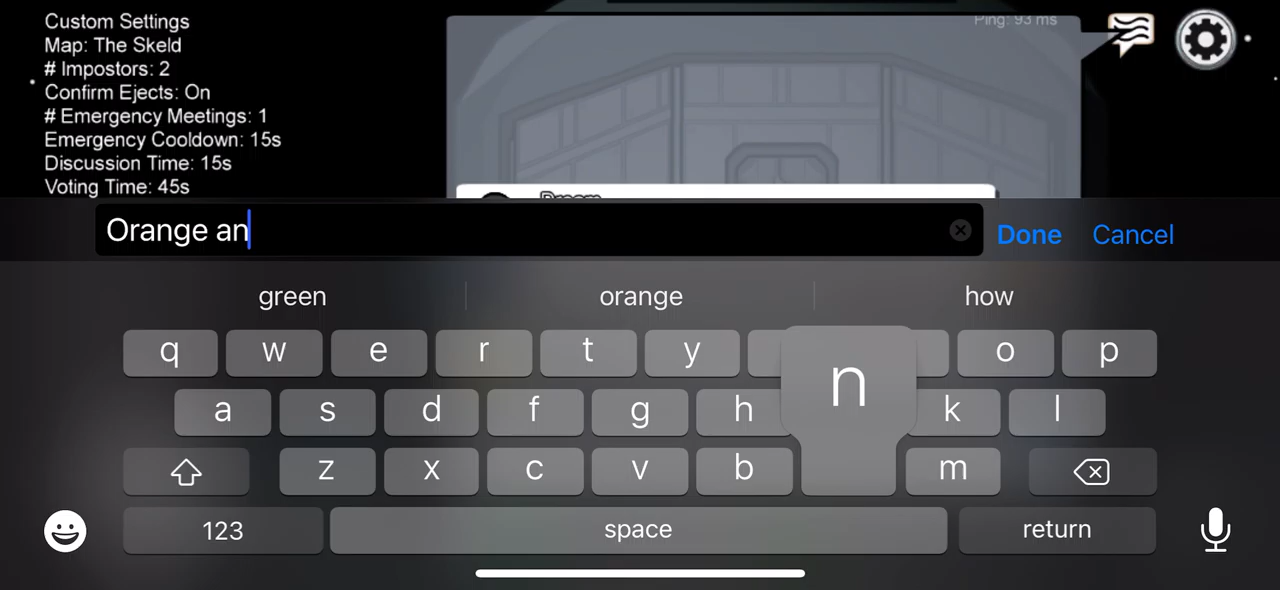 Custom Settings
Map: The Skeld
# Impostors: 2
Confirm Ejects: On
# Emergency Meetings: 1
Emergency Cooldown: 15s
Discussion Time: 15s
Voting Time: 45s
Ping: 93 ms
Dream
Orange an
Done
Cancel
green orange how
q w e r t y o p
a s d f g h k l
z x c v b n m
123 space return